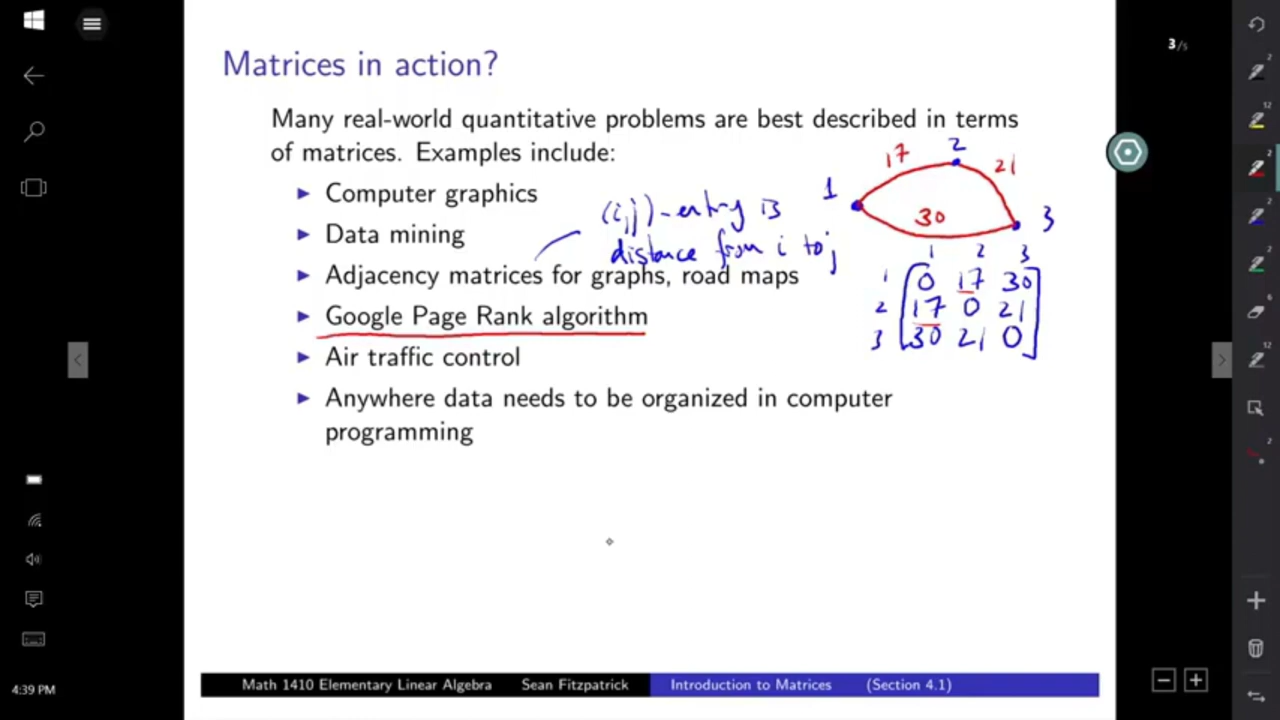 3/5
Matrices in action?
Many real-world quantitative problems are best described in terms
of matrices. Examples include:
Computer graphics
Data mining
Adjacency matrices for graphs, road maps
Google Page Rank algorithm
Air traffic control
Anywhere data needs to be organized in computer
programming
(i,j)-entry is
distance from i to j
17 2 21
1 30 3
1 2 3
1 0 17 30
2 17 0 21
3 30 21 0
4:39 PM
Math 1410 Elementary Linear Algebra Sean Fitzpatrick Introduction to Matrices (Section 4.1)